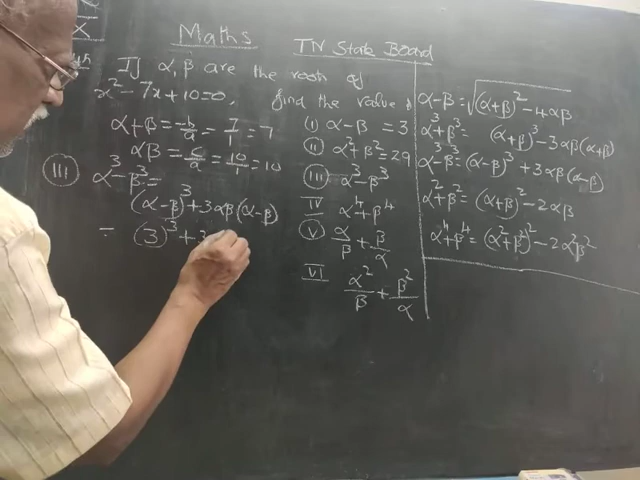 X
Maths TN State Board
If α, β are the roots of
x² - 7x + 10 = 0, find the value
α+β = -b/a = 7/1 = 7
αβ = c/a = 10/1 = 10
(III) α³-β³ =
(α-β)³ + 3αβ(α-β)
= (3)³ + 3
(I) α-β = 3
(II) α²+β² = 29
(III) α³-β³
IV α⁴+β⁴
(V) α/β + β/α
VI α²/β + β²/α
α-β = √(α+β)² - 4αβ
α³+β³ = (α+β)³ - 3αβ(α+β)
α³-β³ = (α-β)³ + 3αβ(α-β)
α²+β² = (α+β)² - 2αβ
α⁴+β⁴ = (α²+β²)² - 2α²β²